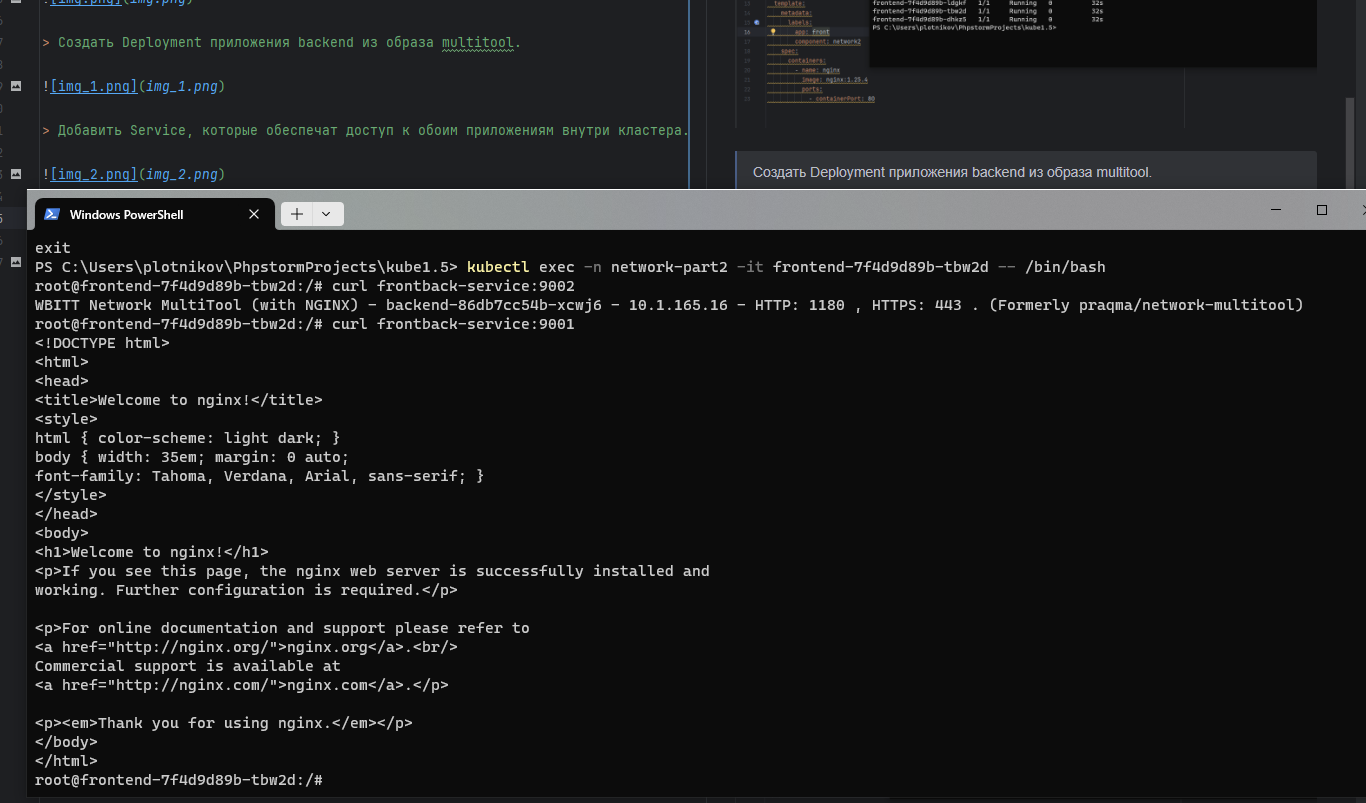 ![img.png](img.png)
> Создать Deployment приложения backend из образа multitool.
![img_1.png](img_1.png)
> Добавить Service, которые обеспечат доступ к обоим приложениям внутри кластера.
![img_2.png](img_2.png)
template:
metadata:
labels:
app: front
component: network2
spec:
containers:
- name: nginx
image: nginx:1.25.4
ports:
- containerPort: 80
frontend-7f4d9d89b-ldgkf 1/1 Running 0 32s
frontend-7f4d9d89b-tbw2d 1/1 Running 0 32s
frontend-7f4d9d89b-dhkz5 1/1 Running 0 32s
PS C:\Users\plotnikov\PhpstormProjects\kube1.5>
Создать Deployment приложения backend из образа multitool.
Windows PowerShell
exit
PS C:\Users\plotnikov\PhpstormProjects\kube1.5> kubectl exec -n network-part2 -it frontend-7f4d9d89b-tbw2d -- /bin/bash
root@frontend-7f4d9d89b-tbw2d:/# curl frontback-service:9002
WBITT Network MultiTool (with NGINX) - backend-86db7cc54b-xcwj6 - 10.1.165.16 - HTTP: 1180 , HTTPS: 443 . (Formerly praqma/network-multitool)
root@frontend-7f4d9d89b-tbw2d:/# curl frontback-service:9001
<!DOCTYPE html>
<html>
<head>
<title>Welcome to nginx!</title>
<style>
html { color-scheme: light dark; }
body { width: 35em; margin: 0 auto;
font-family: Tahoma, Verdana, Arial, sans-serif; }
</style>
</head>
<body>
<h1>Welcome to nginx!</h1>
<p>If you see this page, the nginx web server is successfully installed and
working. Further configuration is required.</p>
<p>For online documentation and support please refer to
<a href="http://nginx.org/">nginx.org</a>.<br/>
Commercial support is available at
<a href="http://nginx.com/">nginx.com</a>.</p>
<p><em>Thank you for using nginx.</em></p>
</body>
</html>
root@frontend-7f4d9d89b-tbw2d:/#